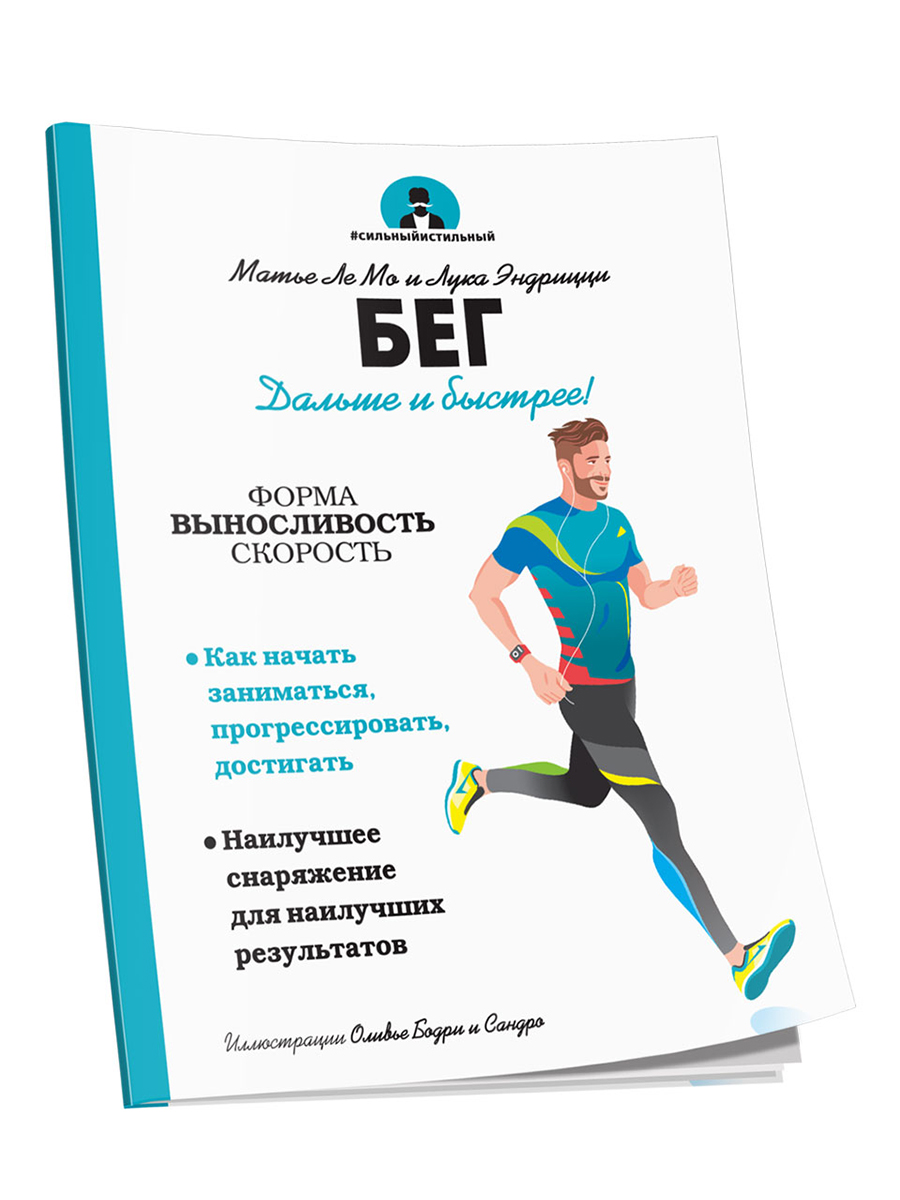 #сильныйистильный
Матье Ле Мо и Лука Эндрицци
БЕГ
Дальше и быстрее!
ФОРМА
ВЫНОСЛИВОСТЬ
СКОРОСТЬ
• Как начать
заниматься,
прогрессировать,
достигать
• Наилучшее
снаряжение
для наилучших
результатов
Иллюстрации Оливье Бодри и Сандро